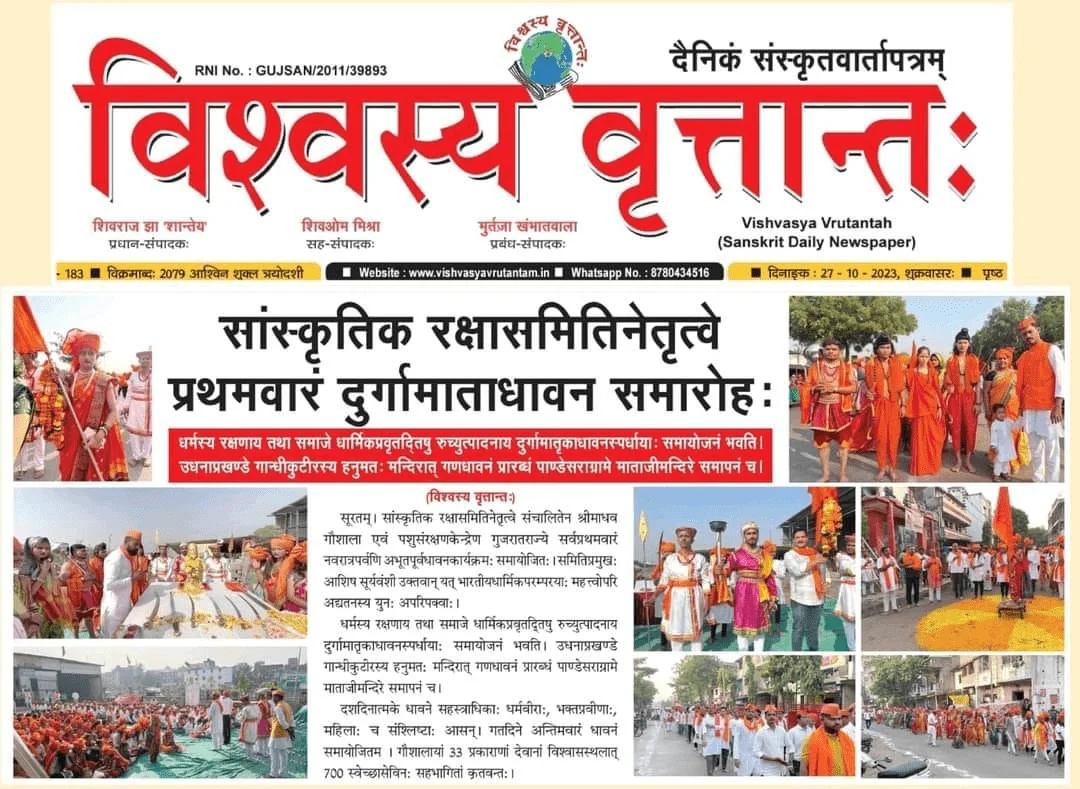 विश्वस्य वृत्तान्तः
RNI No. : GUJSAN/2011/39893
दैनिकं संस्कृतवार्तापत्रम्
विश्वस्य वृत्तान्तः
शिवराज झा 'शान्तेय'
प्रधान-संपादकः
शिवओम मिश्रा
सह-संपादकः
मुर्तज़ा खंभातवाला
प्रबंध-संपादकः
Vishvasya Vrutantah
(Sanskrit Daily Newspaper)
- 183 ■ विक्रमाब्दः 2079 आश्विन शुक्ल त्रयोदशी
■ Website : www.vishvasyavrutantam.in ■ Whatsapp No. : 8780434516
■ दिनाङ्कः 27 - 10 - 2023, शुक्रवासरः ■ पृष्ठ
सांस्कृतिक रक्षासमितिनेतृत्वे
प्रथमवारं दुर्गामाताधावन समारोहः
धर्मस्य रक्षणाय तथा समाजे धार्मिकप्रवृतदि्तषु रुच्युत्पादनाय दुर्गामातृकाधावनस्पर्धायाः समायोजनं भवति।
उधनाप्रखण्डे गान्धीकुटीरस्य हनुमतः मन्दिरात् गणधावनं प्रारब्धं पाण्डेसराग्रामे माताजीमन्दिरे समापनं च।
(विश्वस्य वृत्तान्तः)
सूरतम्। सांस्कृतिक रक्षासमितिनेतृत्वे संचालितेन श्रीमाधव
गौशाला एवं पशुसंरक्षणकेन्द्रेण गुजरातराज्ये सर्वप्रथमवारं
नवरात्रपर्वणि अभूतपूर्वधावनकार्यक्रमः समायोजितः।समितिप्रमुखः
आशिष सूर्यवंशी उक्तवान् यत् भारतीयधार्मिकपरम्परयाः महत्त्वोपरि
अद्यतनस्य युनः अपरिपक्वाः।
धर्मस्य रक्षणाय तथा समाजे धार्मिकप्रवृतदि्तषु रुच्युत्पादनाय
दुर्गामातृकाधावनस्पर्धायाः समायोजनं भवति। उधनाप्रखण्डे
गान्धीकुटीरस्य हनुमतः मन्दिरात् गणधावनं प्रारब्धं पाण्डेसराग्रामे
माताजीमन्दिरे समापनं च।
दशदिनात्मके धावने सहस्त्राधिकाः धर्मवीराः, भक्तप्रवीणाः,
महिलाः च संश्लिष्टाः आसन्। गतदिने अन्तिमवारं धावनं
समायोजितम । गौशालायां 33 प्रकाराणां देवानां विश्वासस्थलात्
700 स्वेच्छासेविनः सहभागितां कृतवन्तः।